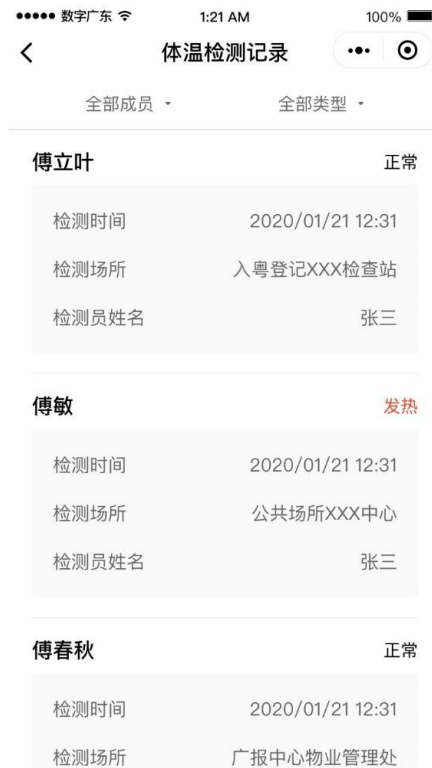 数字广东 1:21 AM 100%
体温检测记录
全部成员 全部类型
傅立叶 正常
检测时间 2020/01/21 12:31
检测场所 入粤登记XXX检查站
检测员姓名 张三
傅敏 发热
检测时间 2020/01/21 12:31
检测场所 公共场所XXX中心
检测员姓名 张三
傅春秋 正常
检测时间 2020/01/21 12:31
检测场所 广报中心物业管理处